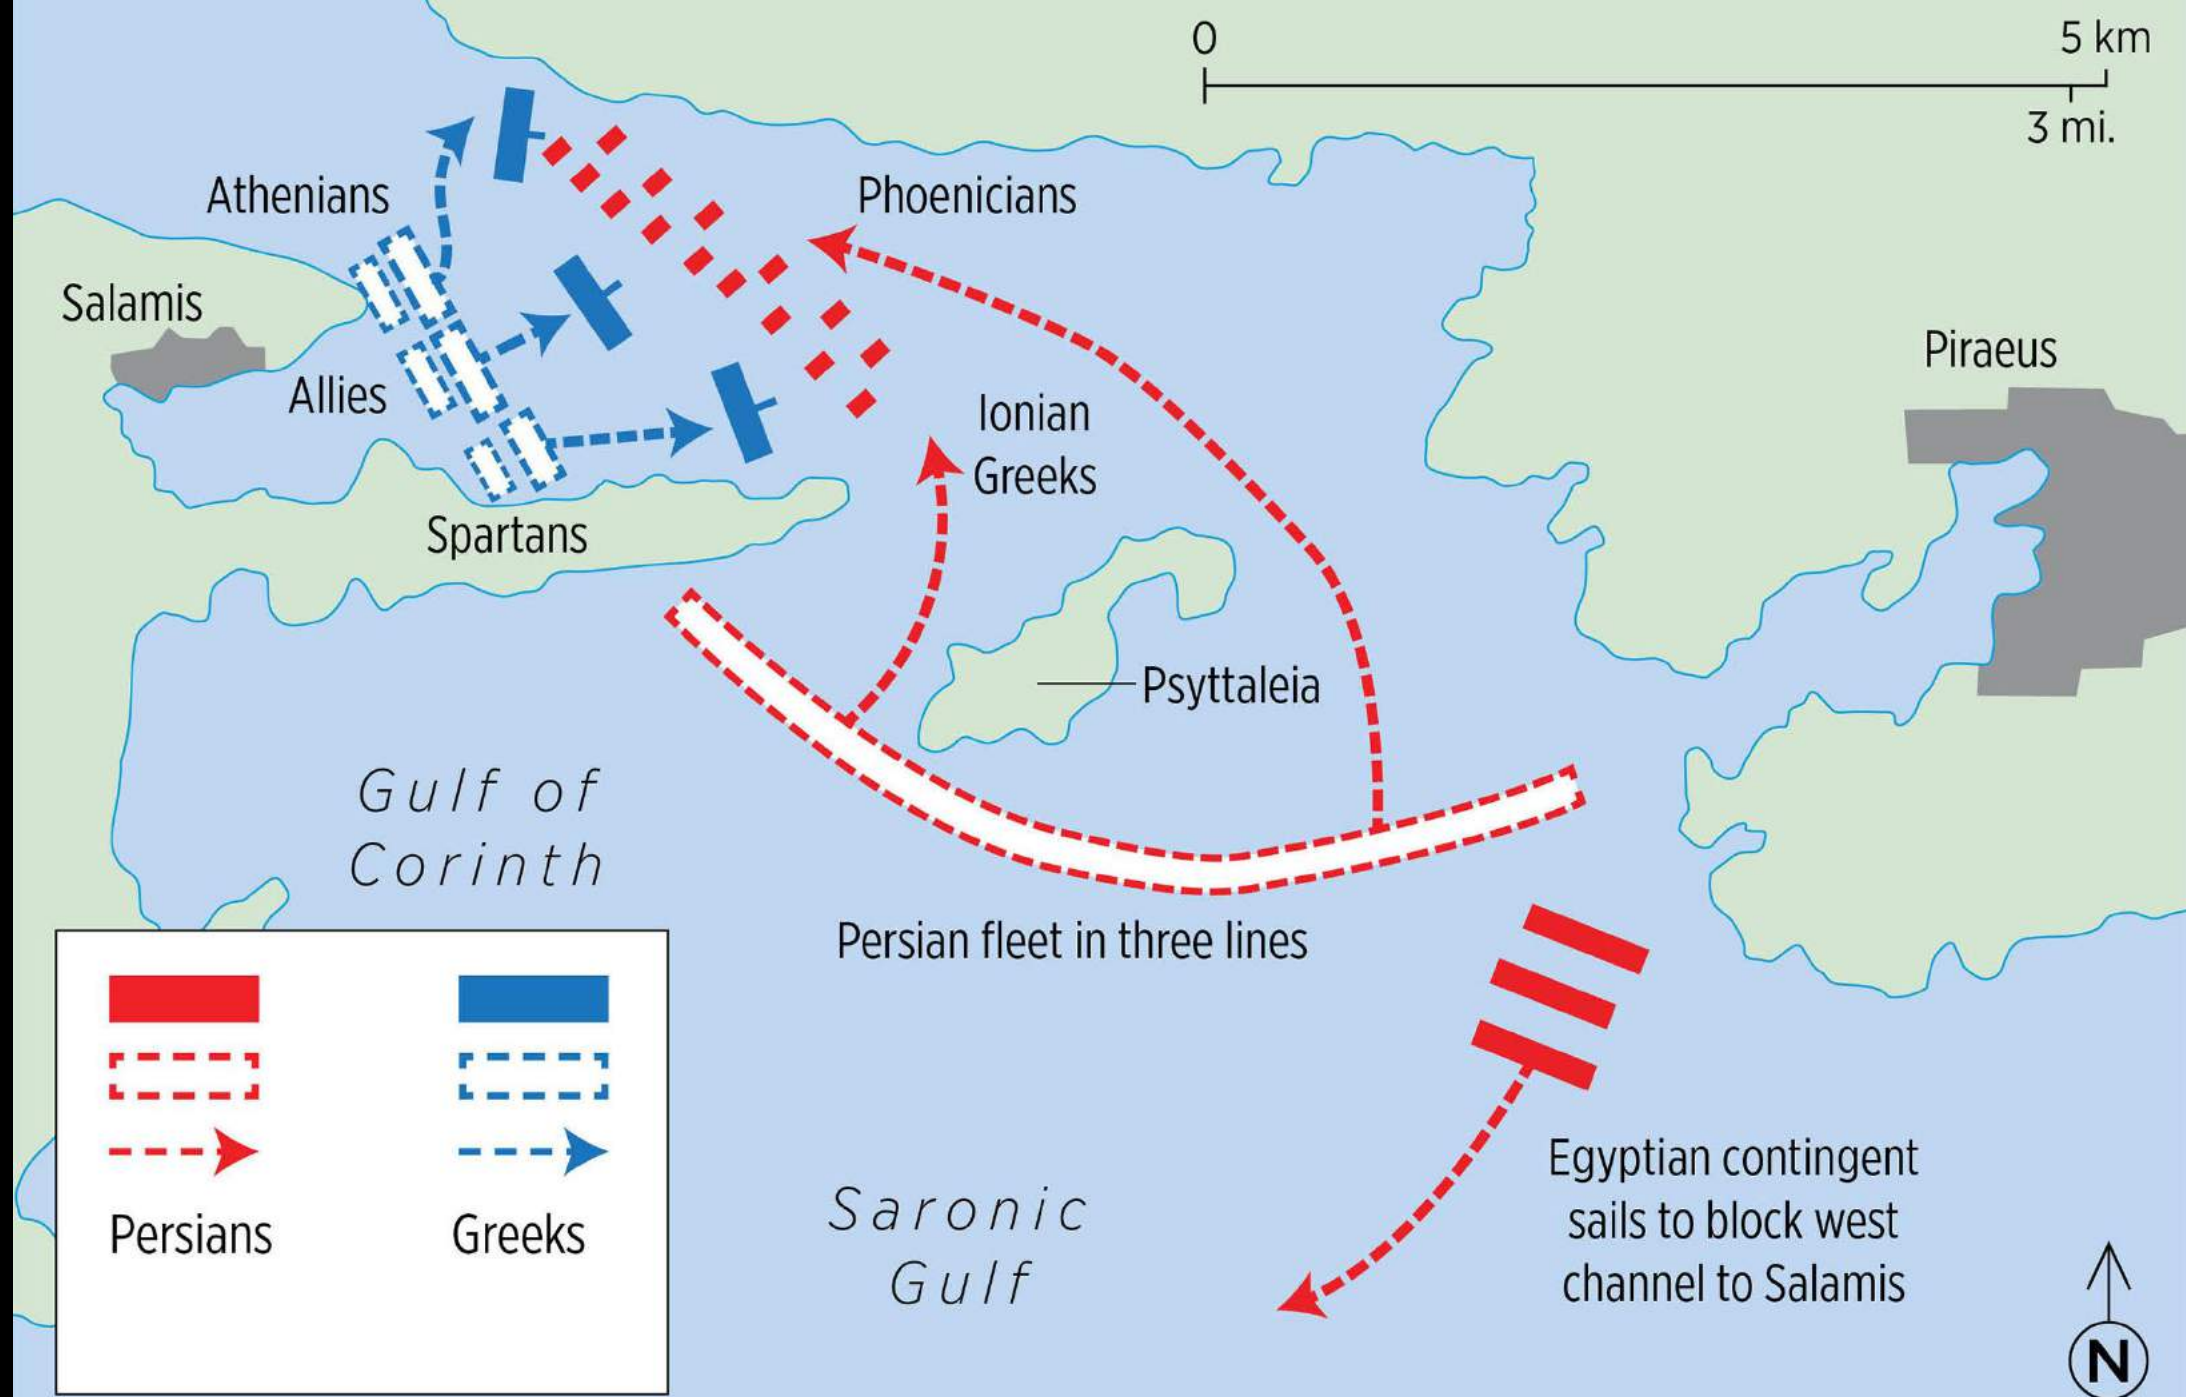 0
5 km
3 mi.
Athenians
Phoenicians
Salamis
Piraeus
Allies
Ionian
Greeks
Spartans
Psyttaleia
Gulf of
Corinth
Persian fleet in three lines
Egyptian contingent
sails to block west
channel to Salamis
Saronic
Gulf
Persians
Greeks
N